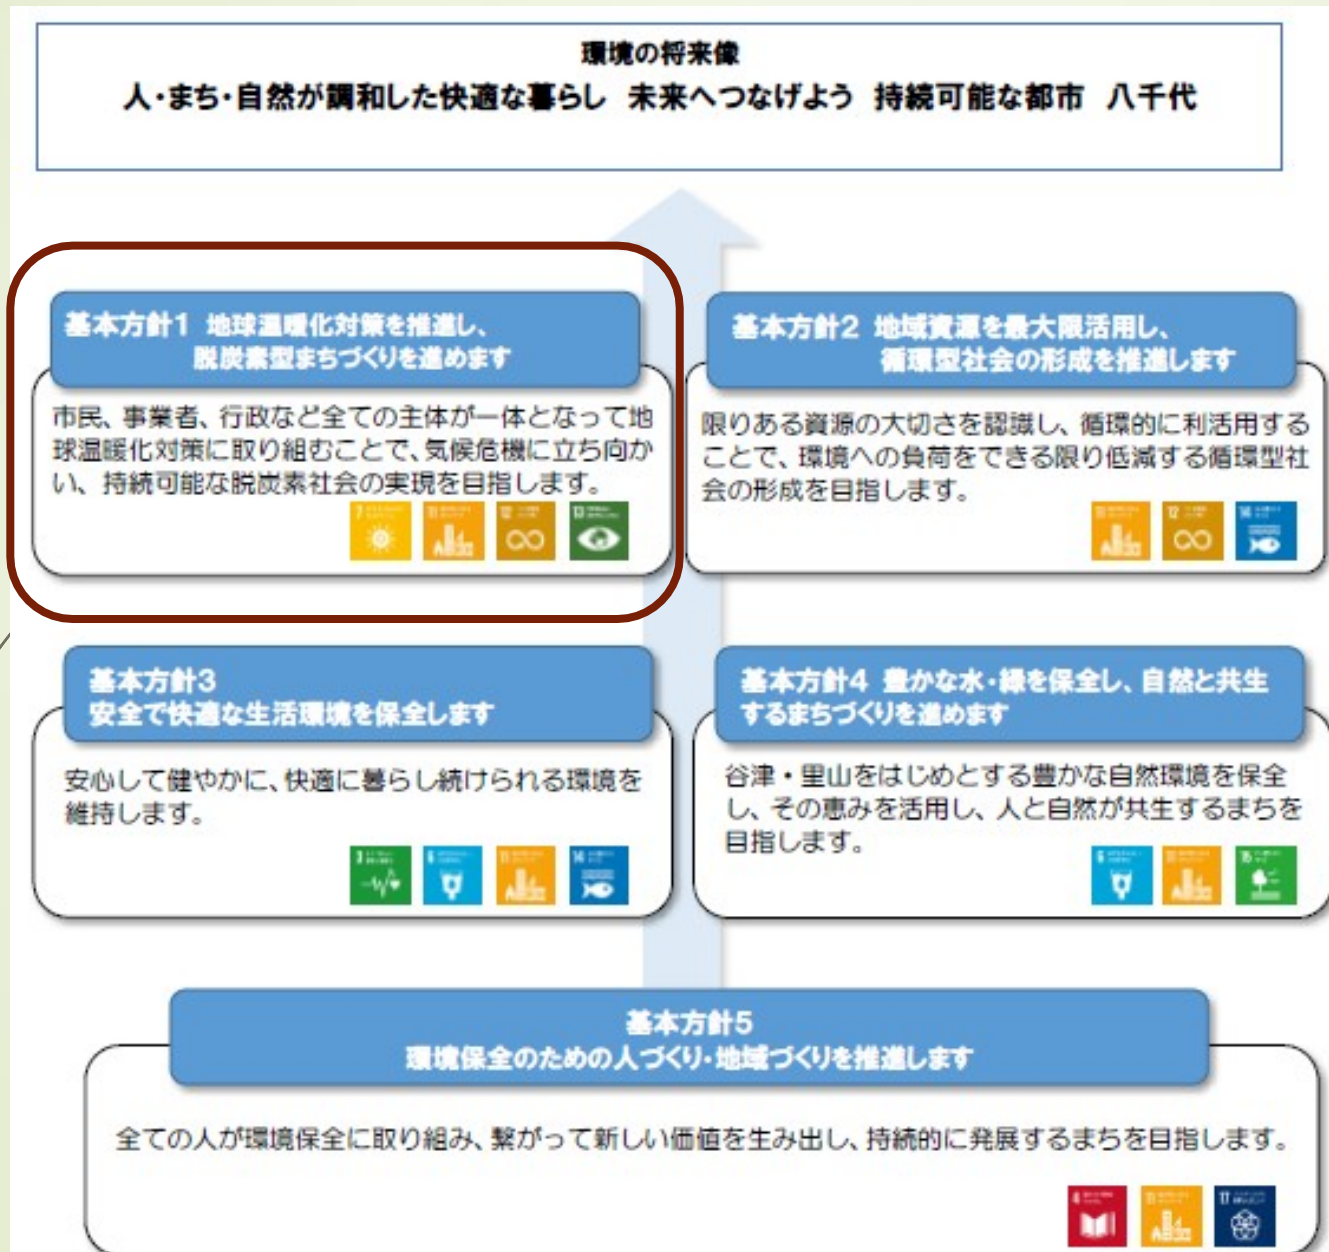 環境の将来像
人・まち・自然が調和した快適な暮らし 未来へつなげよう 持続可能な都市 八千代
基本方針1 地球温暖化対策を推進し、
脱炭素型まちづくりを進めます
市民、事業者、行政など全ての主体が一体となって地
球温暖化対策に取り組むことで、気候危機に立ち向か
い、持続可能な脱炭素社会の実現を目指します。
7
11
12
13
基本方針2 地域資源を最大限活用し、
循環型社会の形成を推進します
限りある資源の大切さを認識し、循環的に利活用する
ことで、環境への負荷をできる限り低減する循環型社
会の形成を目指します。
11
12
14
基本方針3
安全で快適な生活環境を保全します
安心して健やかに、快適に暮らし続けられる環境を
維持します。
3
6
11
14
基本方針4 豊かな水・緑を保全し、自然と共生
するまちづくりを進めます
谷津・里山をはじめとする豊かな自然環境を保全
し、その恵みを活用し、人と自然が共生するまちを
目指します。
6
11
15
基本方針5
環境保全のための人づくり・地域づくりを推進します
全ての人が環境保全に取り組み、繋がって新しい価値を生み出し、持続的に発展するまちを目指します。
4
11
17